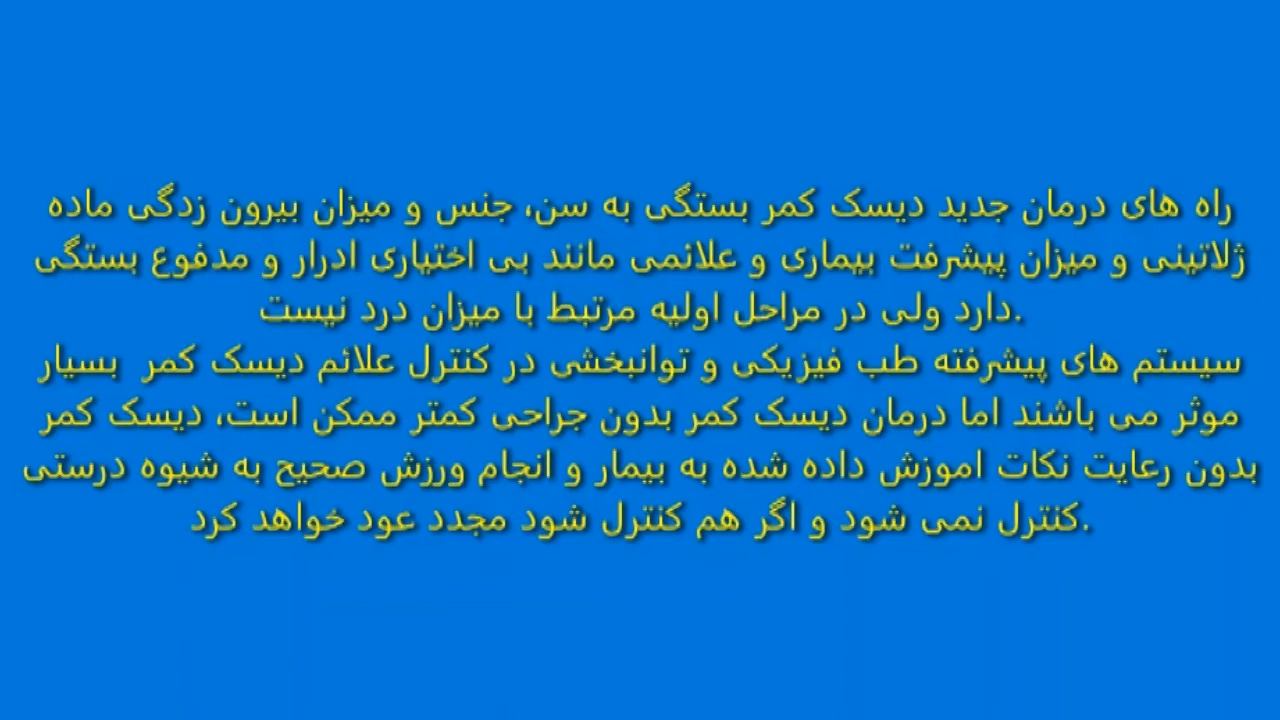 راه های درمان جدید دیسک کمر بستگی به سن، جنس و میزان بیرون زدگی ماده
ژلاتینی و میزان پیشرفت بیماری و علائمی مانند بی اختیاری ادرار و مدفوع بستگی
دارد ولی در مراحل اولیه مرتبط با میزان درد نیست.
سیستم های پیشرفته طب فیزیکی و توانبخشی در کنترل علائم دیسک کمر  بسیار
موثر می باشند اما درمان دیسک کمر بدون جراحی کمتر ممکن است، دیسک کمر
بدون رعایت نکات اموزش داده شده به بیمار و انجام ورزش صحیح به شیوه درستی
کنترل نمی شود و اگر هم کنترل شود مجدد عود خواهد کرد.